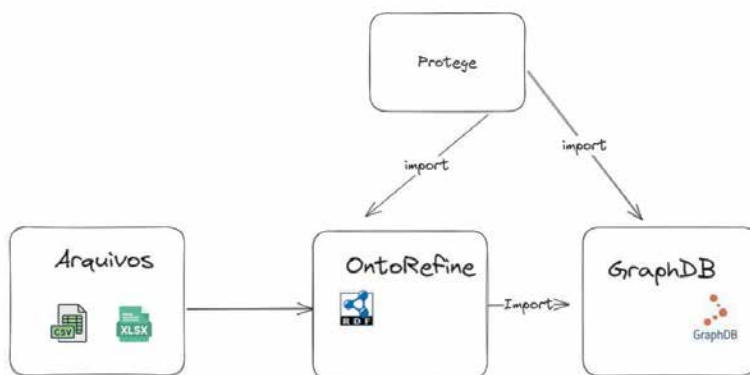 Protege
import
import
Arquivos
CSV
XLSX
OntoRefine
RDF
Import
GraphDB
GraphDB